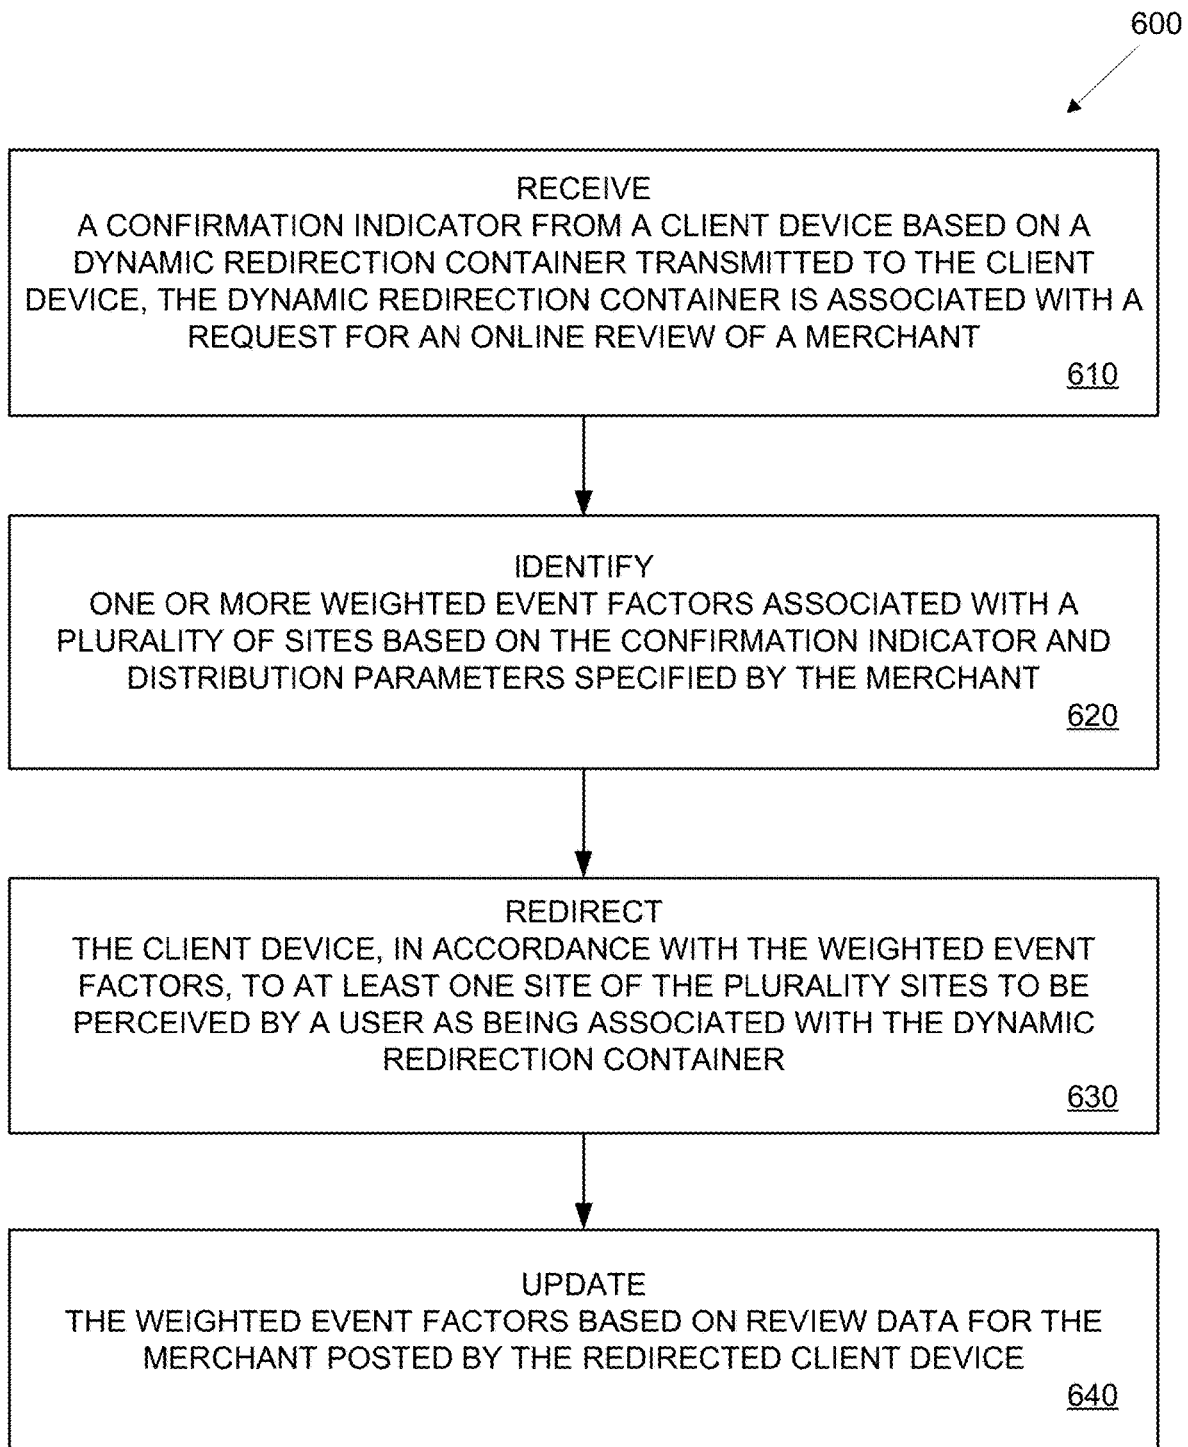 600
RECEIVE
A CONFIRMATION INDICATOR FROM A CLIENT DEVICE BASED ON A
DYNAMIC REDIRECTION CONTAINER TRANSMITTED TO THE CLIENT
DEVICE, THE DYNAMIC REDIRECTION CONTAINER IS ASSOCIATED WITH A
REQUEST FOR AN ONLINE REVIEW OF A MERCHANT
610
IDENTIFY
ONE OR MORE WEIGHTED EVENT FACTORS ASSOCIATED WITH A
PLURALITY OF SITES BASED ON THE CONFIRMATION INDICATOR AND
DISTRIBUTION PARAMETERS SPECIFIED BY THE MERCHANT
620
REDIRECT
THE CLIENT DEVICE, IN ACCORDANCE WITH THE WEIGHTED EVENT
FACTORS, TO AT LEAST ONE SITE OF THE PLURALITY SITES TO BE
PERCEIVED BY A USER AS BEING ASSOCIATED WITH THE DYNAMIC
REDIRECTION CONTAINER
630
UPDATE
THE WEIGHTED EVENT FACTORS BASED ON REVIEW DATA FOR THE
MERCHANT POSTED BY THE REDIRECTED CLIENT DEVICE
640